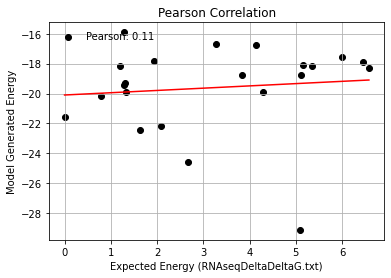 Pearson Correlation
Pearson: 0.11
Model Generated Energy
−16
−18
−20
−22
−24
−26
−28
0 1 2 3 4 5 6
Expected Energy (RNAseqDeltaDeltaG.txt)